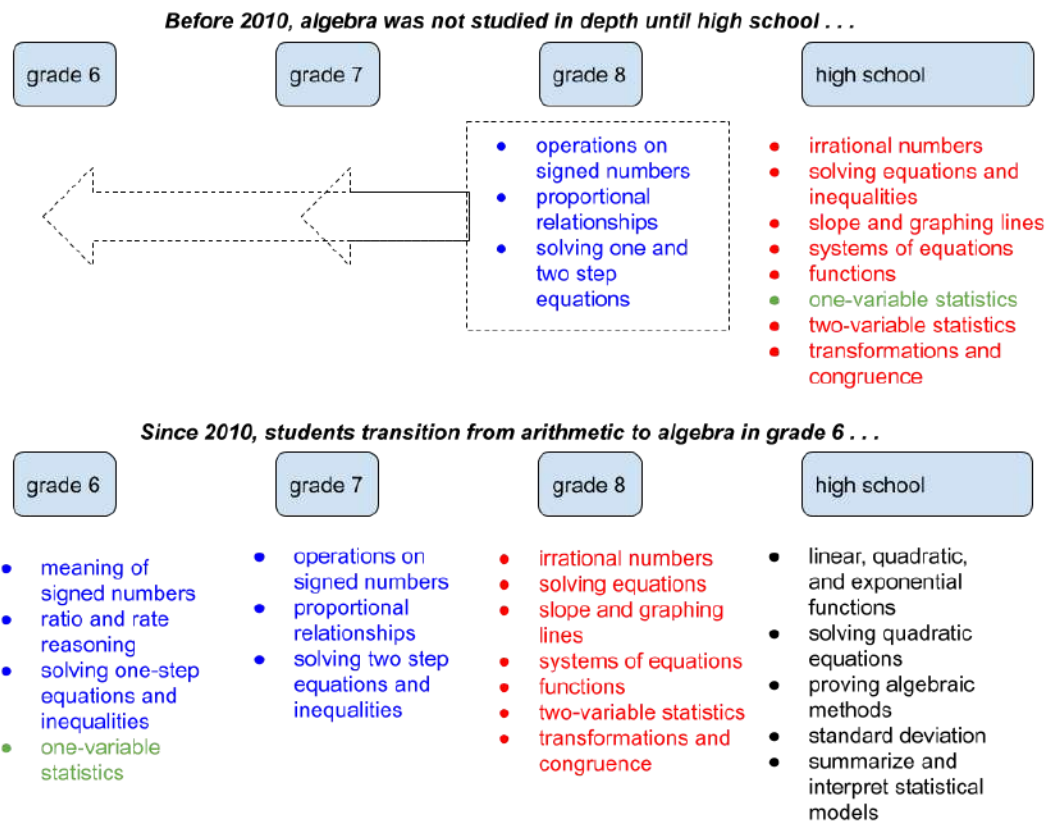 Before 2010, algebra was not studied in depth until high school . . .
grade 6
grade 7
grade 8
high school
● operations on
signed numbers
● proportional
relationships
● solving one and
two step
equations
● irrational numbers
● solving equations and
inequalities
● slope and graphing lines
● systems of equations
● functions
● one-variable statistics
● two-variable statistics
● transformations and
congruence
Since 2010, students transition from arithmetic to algebra in grade 6 . . .
grade 6
grade 7
grade 8
high school
● meaning of
signed numbers
● ratio and rate
reasoning
● solving one-step
equations and
inequalities
● one-variable
statistics
● operations on
signed numbers
● proportional
relationships
● solving two step
equations and
inequalities
● irrational numbers
● solving equations
● slope and graphing
lines
● systems of equations
● functions
● two-variable statistics
● transformations and
congruence
● linear, quadratic,
and exponential
functions
● solving quadratic
equations
● proving algebraic
methods
● standard deviation
● summarize and
interpret statistical
models